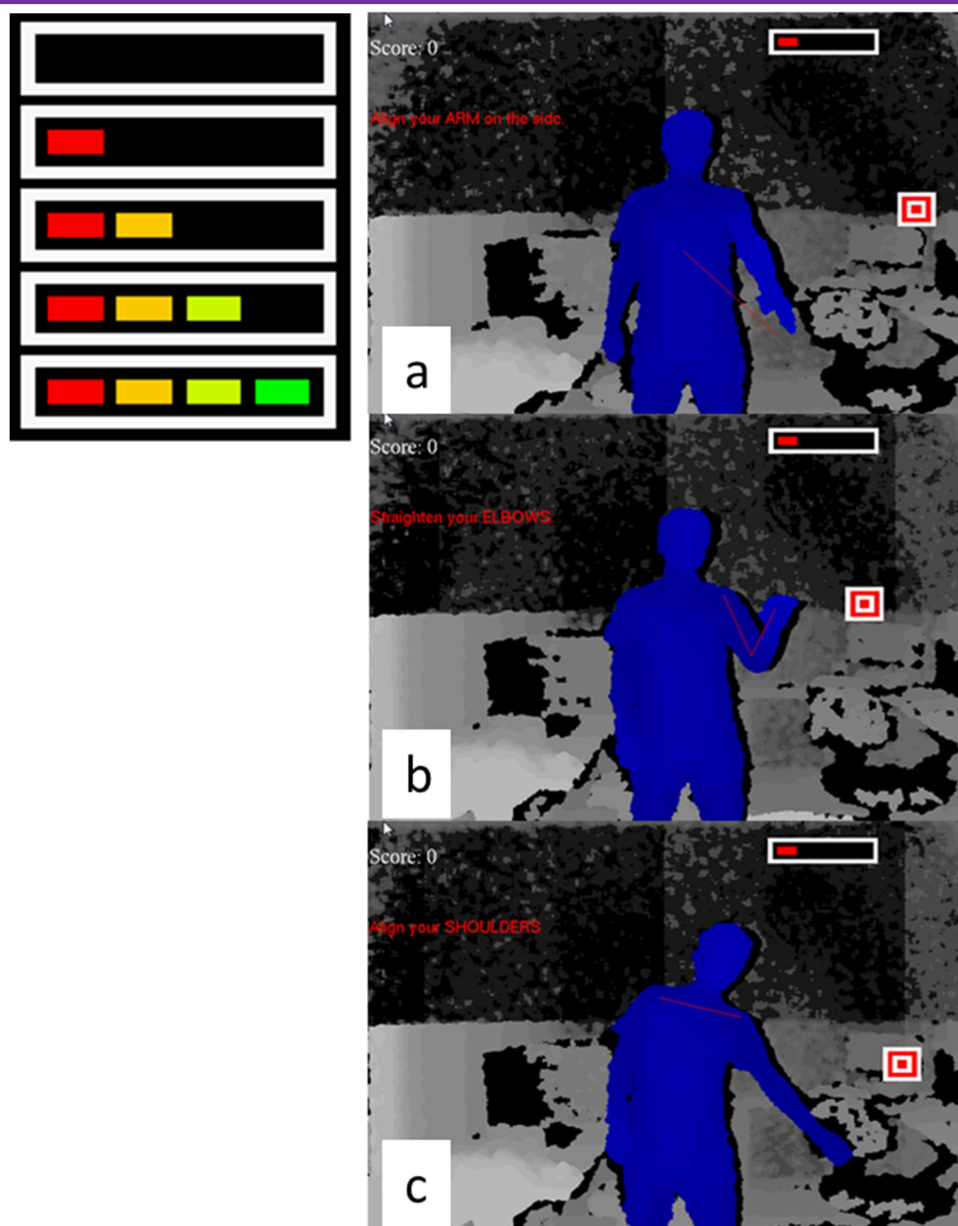 Score: 0
Align your ARM on the side.
a
Score: 0
Straighten your ELBOWS.
b
Score: 0
Align your SHOULDERS
c